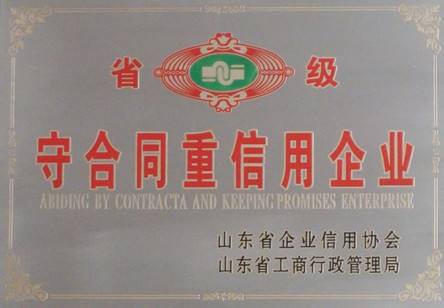 省 级
守合同重信用企业
ABIDING BY CONTRACTA AND KEEPING PROMISES ENTERPRISE
山东省企业信用协会
山东省工商行政管理局